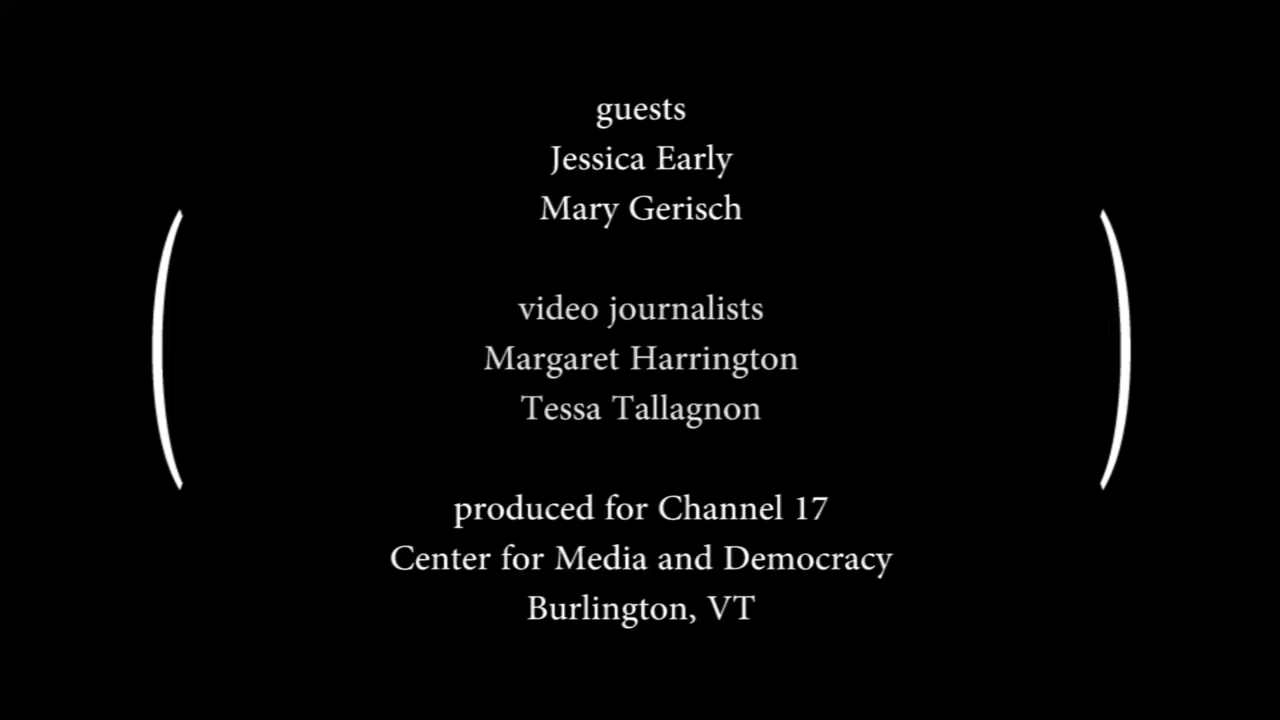 guests
Jessica Early
Mary Gerisch
video journalists
Margaret Harrington
Tessa Tallagnon
produced for Channel 17
Center for Media and Democracy
Burlington, VT